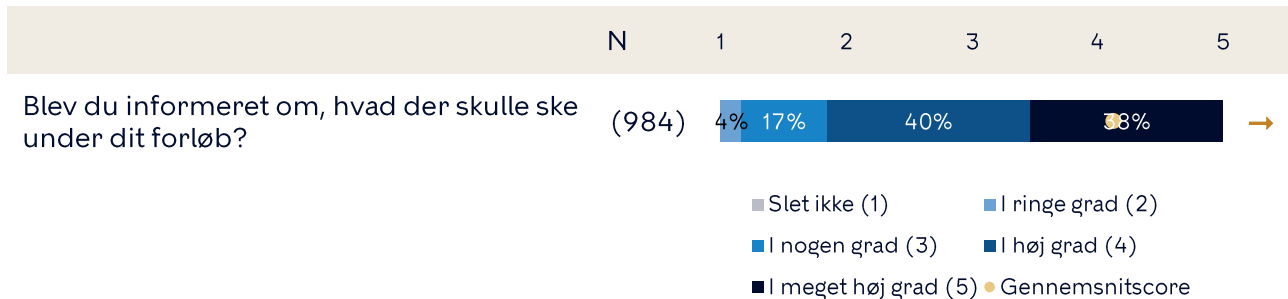 N 1 2 3 4 5
Blev du informeret om, hvad der skulle ske
under dit forløb?
(984) 4% 17% 40% 38% →
Slet ikke (1) I ringe grad (2)
I nogen grad (3) I høj grad (4)
I meget høj grad (5) Gennemsnitscore